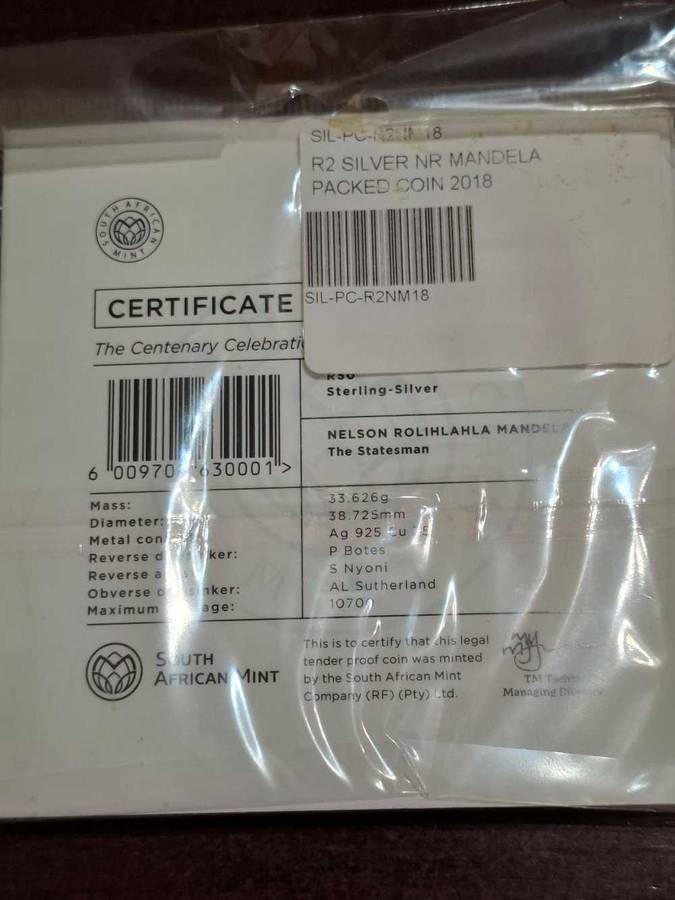 SIL-PC-R2NM18
R2 SILVER NR MANDELA
PACKED COIN 2018
SIL-PC-R2NM18
SOUTH AFRICAN MINT
CERTIFICATE
The Centenary
Sterling-Silver
NELSON ROLIHLAHLA MANDELA
The Statesman
6
Mass: 33.626g
Diameter: 38.725mm
Metal Ag 925
Reverse P Botes
Reverse S Nyoni
Obverse AL Sutherland
Maximum
SOUTH
AFRICAN MINT
This is to certify that this legal
tender proof coin was minted
by the South African Mint
Company (RF) (Pty) Ltd.
TM
Managing